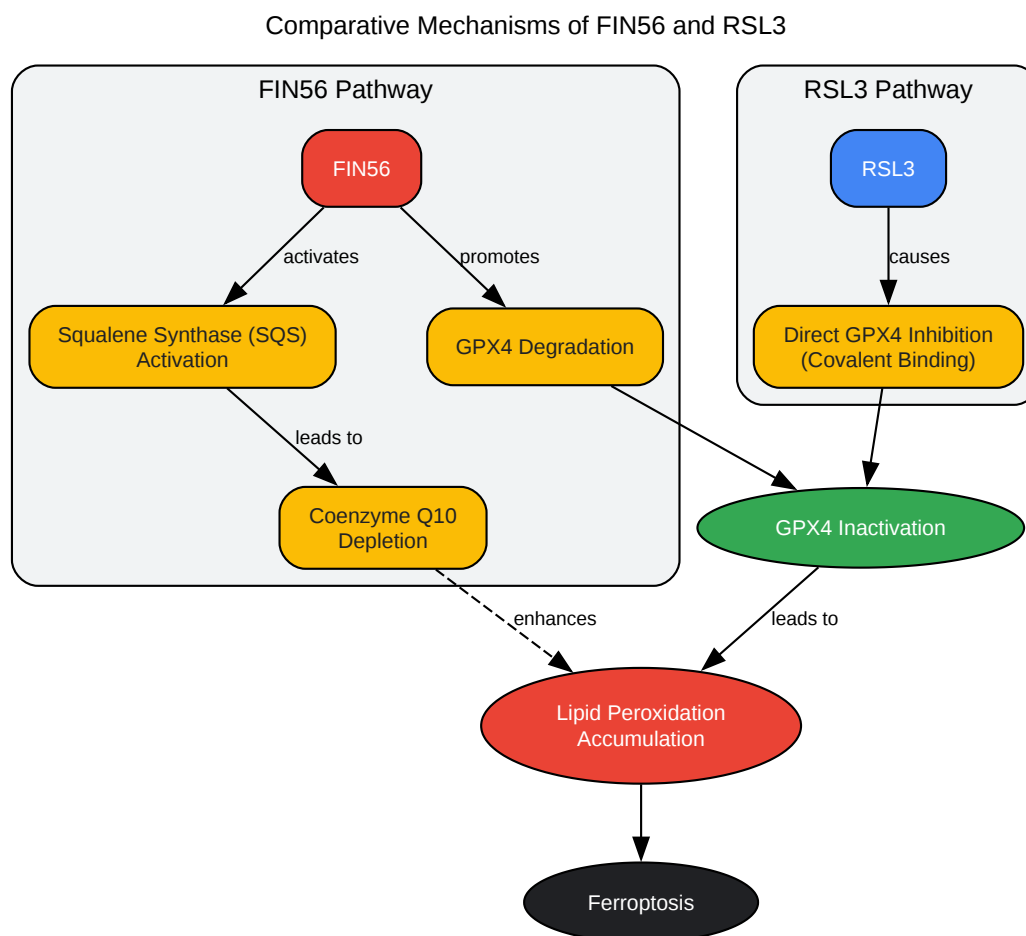 Comparative Mechanisms of FIN56 and RSL3
FIN56 Pathway
RSL3 Pathway
FIN56
RSL3
activates
promotes
causes
Squalene Synthase (SQS)
Activation
GPX4 Degradation
Direct GPX4 Inhibition
(Covalent Binding)
leads to
Coenzyme Q10
Depletion
GPX4 Inactivation
enhances
leads to
Lipid Peroxidation
Accumulation
Ferroptosis